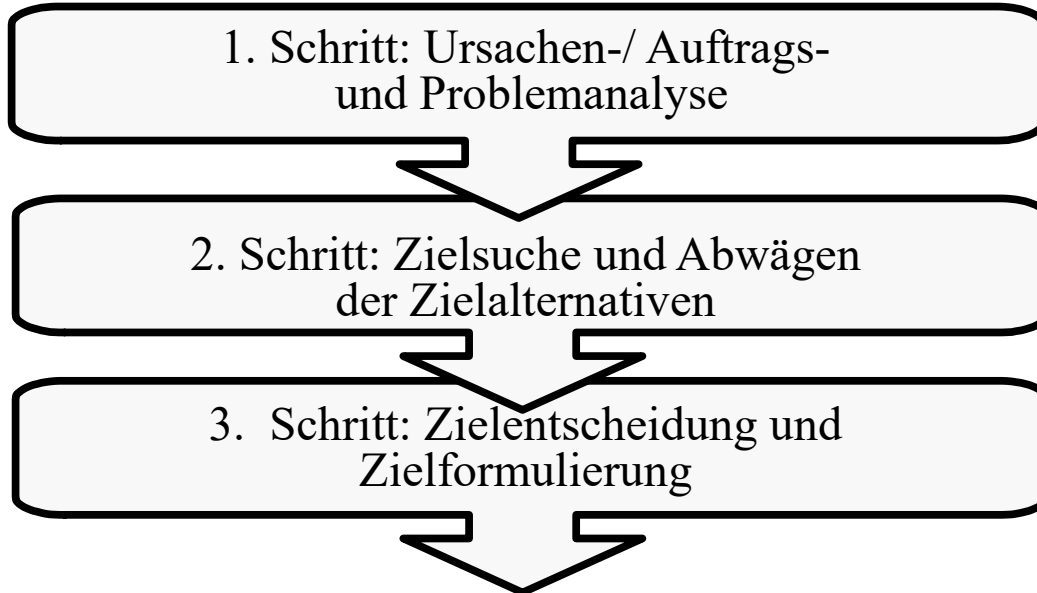 1. Schritt: Ursachen-/ Auftrags-
und Problemanalyse
2. Schritt: Zielsuche und Abwägen
der Zielalternativen
3. Schritt: Zielentscheidung und
Zielformulierung